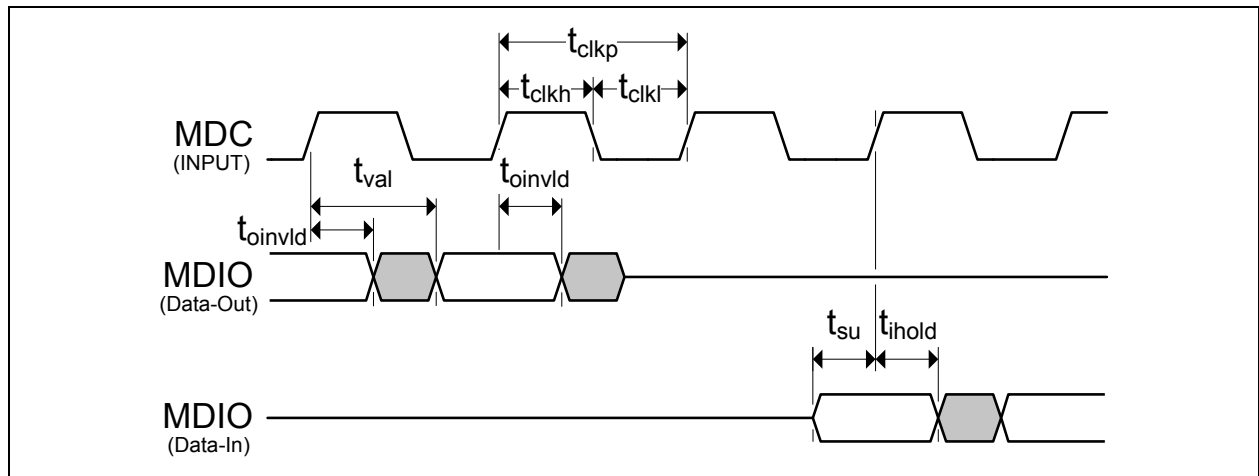 tclkp
tclkh tclkl
MDC
(INPUT)
tval
toinvld
toinvld
MDIO
(Data-Out)
tsu tihold
MDIO
(Data-In)